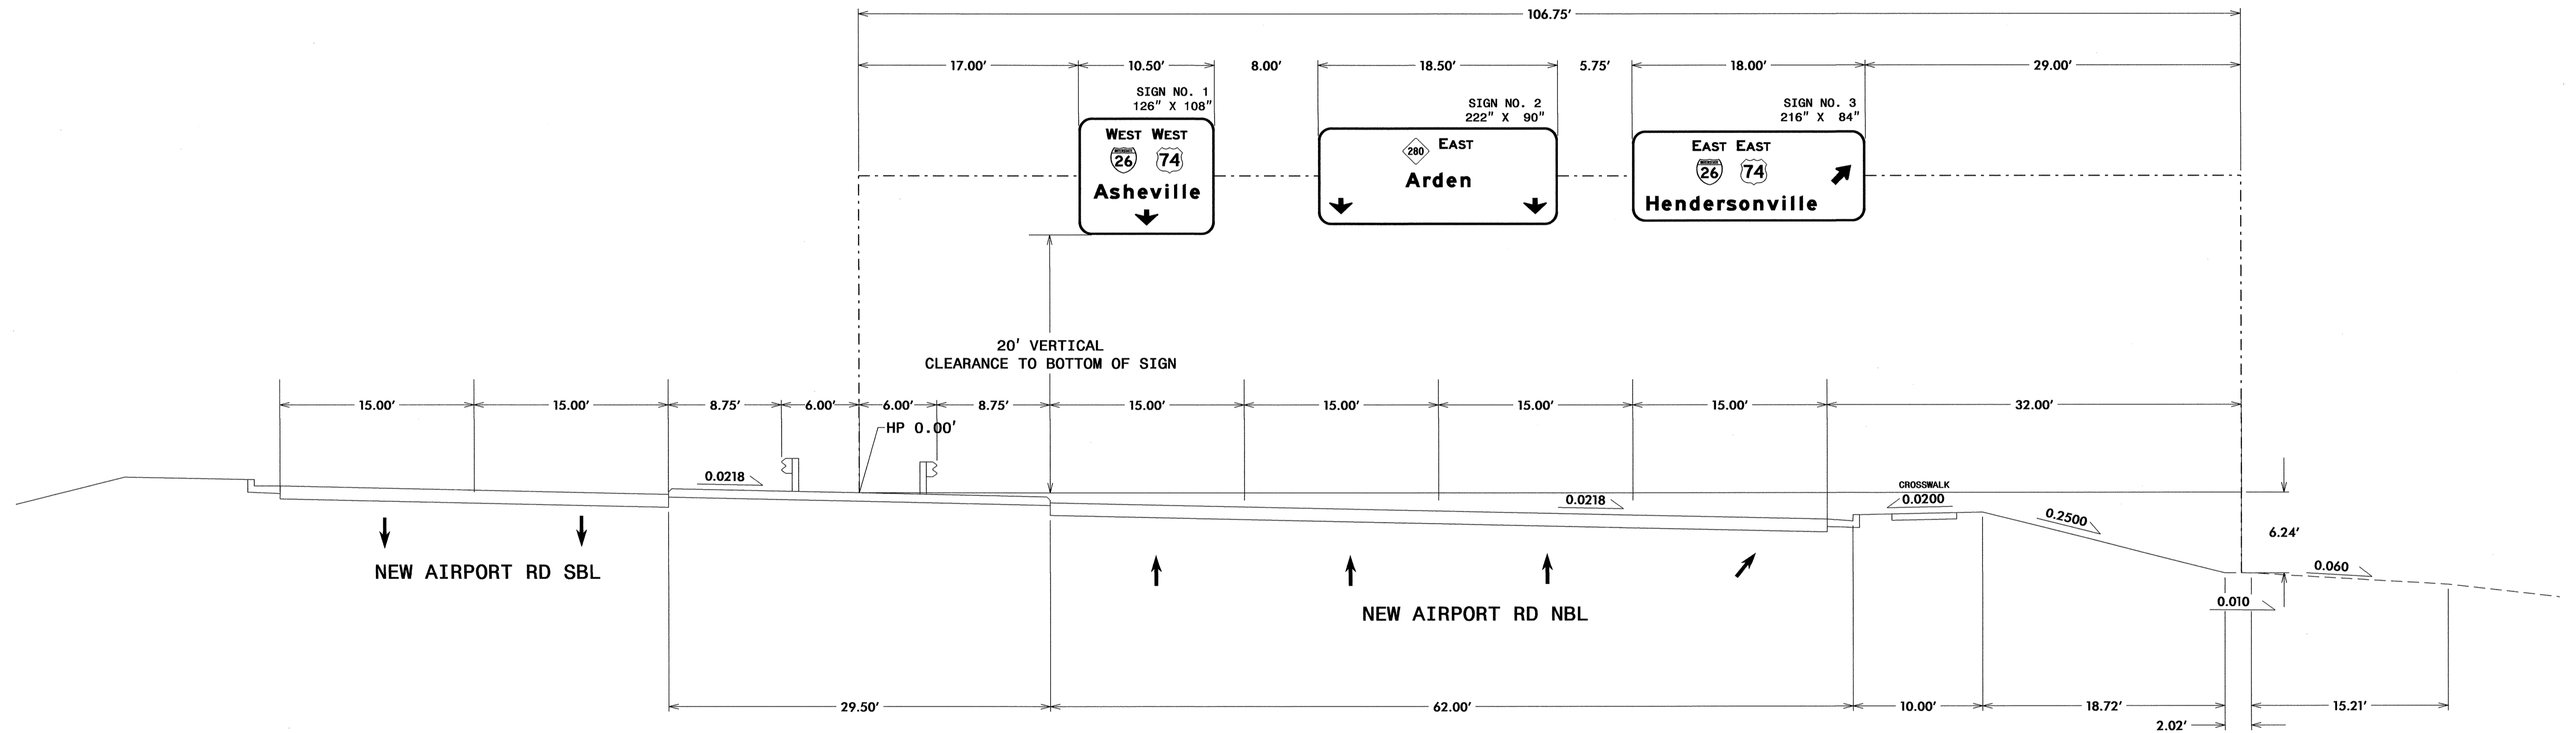 106.75'
17.00' 10.50' 8.00' 18.50' 5.75' 18.00' 29.00'
SIGN NO. 1
126" X 108"
SIGN NO. 2
222" X 90"
SIGN NO. 3
216" X 84"
WEST WEST
INTERSTATE
26 74
Asheville
280 EAST
Arden
EAST EAST
INTERSTATE
26 74
Hendersonville
20' VERTICAL
CLEARANCE TO BOTTOM OF SIGN
15.00' 15.00' 8.75' 6.00' 6.00' 8.75' 15.00' 15.00' 15.00' 15.00' 32.00'
HP 0.00'
0.0218
0.0218
CROSSWALK
0.0200
0.2500
6.24'
0.060
0.010
NEW AIRPORT RD SBL
NEW AIRPORT RD NBL
29.50' 62.00' 10.00' 18.72' 15.21'
2.02'